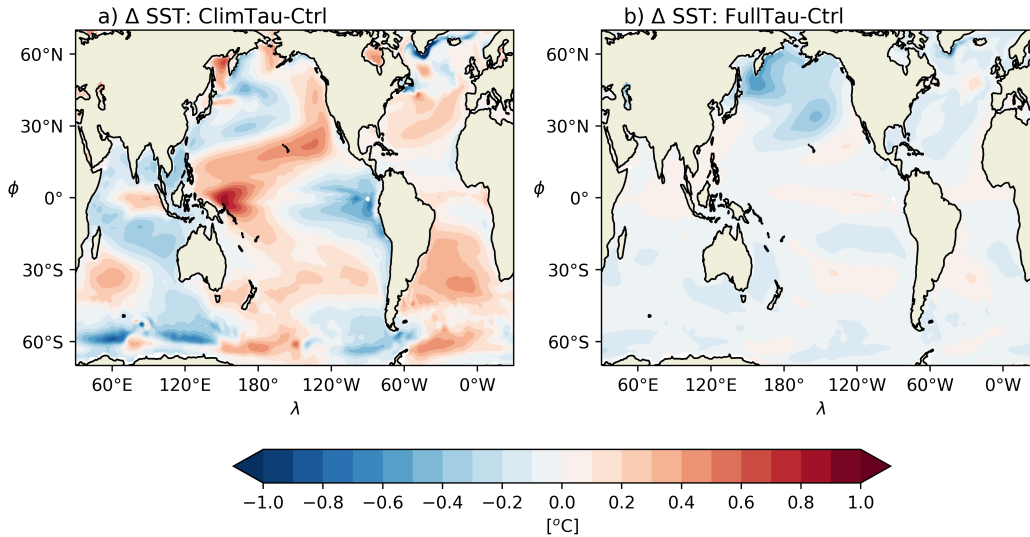 a) Δ SST: ClimTau-Ctrl
b) Δ SST: FullTau-Ctrl
60°N
30°N
0°
30°S
60°S
ϕ
60°E
120°E
180°
120°W
60°W
0°W
λ
60°N
30°N
0°
30°S
60°S
ϕ
60°E
120°E
180°
120°W
60°W
0°W
λ
−1.0
−0.8
−0.6
−0.4
−0.2
0.0
0.2
0.4
0.6
0.8
1.0
[°C]